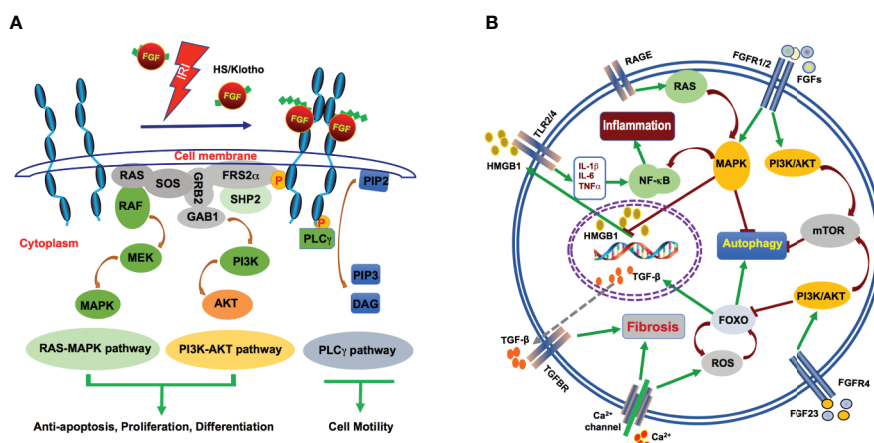 A
FGF
IRI
HS/Klotho
FGF
FGF
FGF
Cell membrane
RAS
SOS
GRB2
FRS2α
P
PIP2
RAF
SHP2
GAB1
Cytoplasm
P
PLCγ
MEK
PI3K
PIP3
MAPK
AKT
DAG
RAS-MAPK pathway
PI3K-AKT pathway
PLCγ pathway
Anti-apoptosis, Proliferation, Differentiation
Cell Motility
B
RAGE
FGFR1/2
FGFs
RAS
TLR2/4
Inflammation
HMGB1
IL-1β
IL-6
TNFα
NF-κB
MAPK
PI3K/AKT
HMGB1
mTOR
Autophagy
TGF-β
PI3K/AKT
FOXO
TGF-β
Fibrosis
ROS
TGFBR
FGFR4
Ca²⁺
channel
FGF23
Ca²⁺